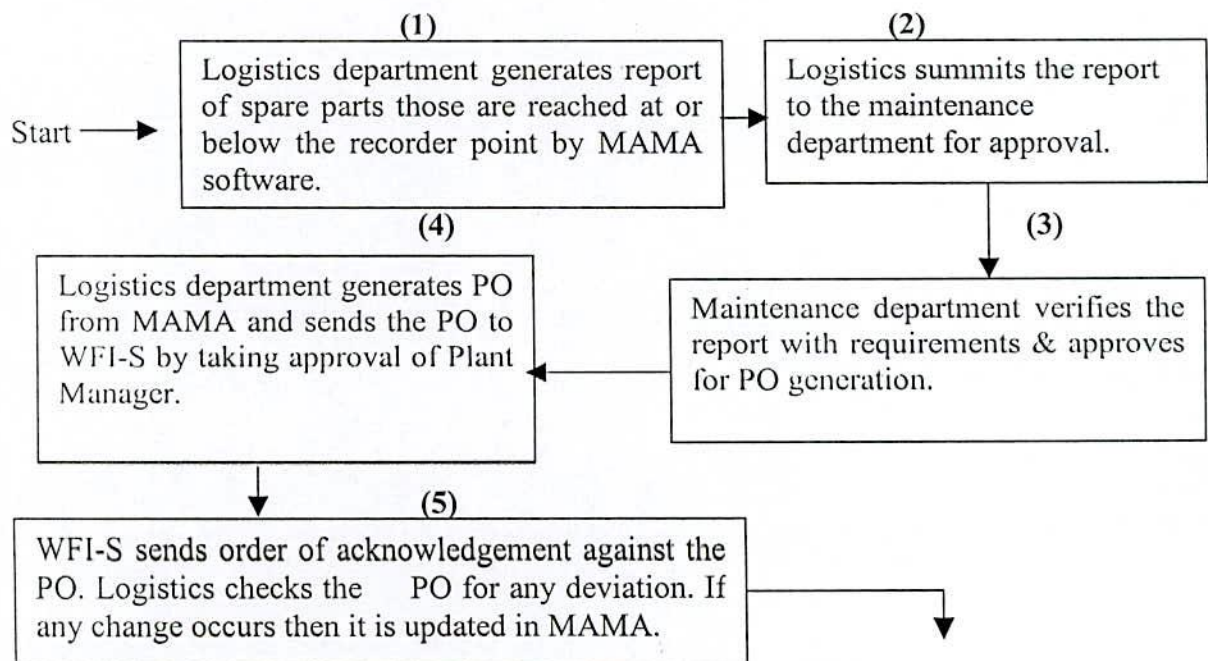 (1)
Start
Logistics department generates report
of spare parts those are reached at or
below the recorder point by MAMA
software.
(2)
Logistics summits the report
to the maintenance
department for approval.
(3)
Maintenance department verifies the
report with requirements & approves
for PO generation.
(4)
Logistics department generates PO
from MAMA and sends the PO to
WFI-S by taking approval of Plant
Manager.
(5)
WFI-S sends order of acknowledgement against the
PO. Logistics checks the PO for any deviation. If
any change occurs then it is updated in MAMA.